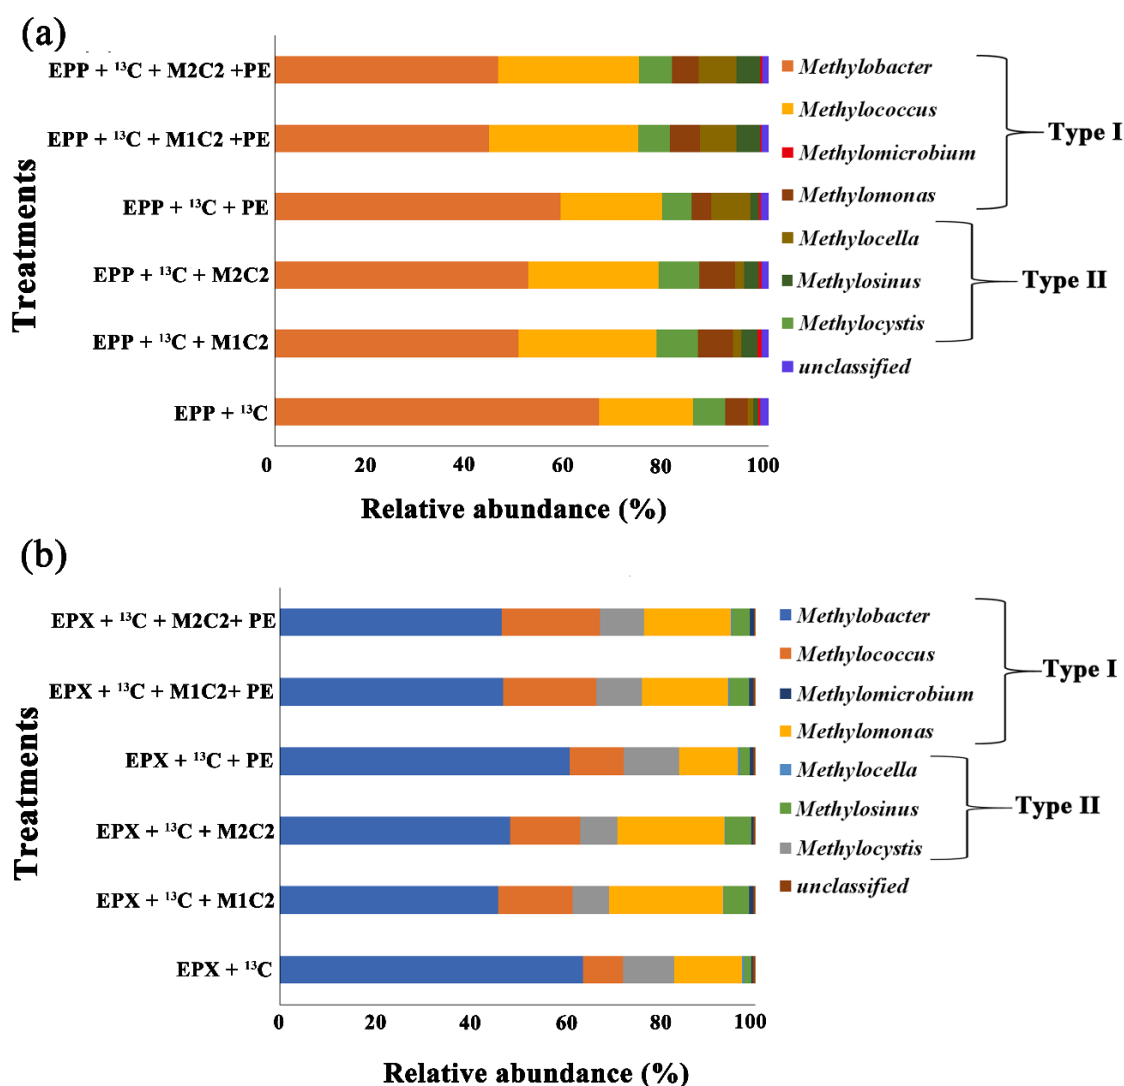 (a)
EPP + ¹³C + M2C2 +PE
EPP + ¹³C + M1C2 +PE
EPP + ¹³C + PE
EPP + ¹³C + M2C2
EPP + ¹³C + M1C2
EPP + ¹³C
Treatments
0 20 40 60 80 100
Relative abundance (%)
Methylobacter
Methylococcus
Methylomicrobium
Methylomonas
Methylocella
Methylosinus
Methylocystis
unclassified
Type I
Type II
(b)
EPX + ¹³C + M2C2+ PE
EPX + ¹³C + M1C2+ PE
EPX + ¹³C + PE
EPX + ¹³C + M2C2
EPX + ¹³C + M1C2
EPX + ¹³C
Treatments
0 20 40 60 80 100
Relative abundance (%)
Methylobacter
Methylococcus
Methylomicrobium
Methylomonas
Methylocella
Methylosinus
Methylocystis
unclassified
Type I
Type II